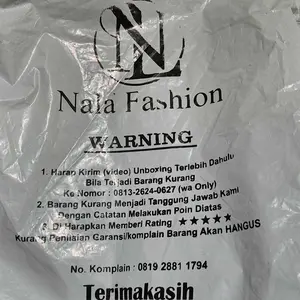 NL
Nala Fashion
WARNING
1. Harap Kirim (video) Unboxing Terlebih Dahulu
Bila Terjadi Barang Kurang
Ke Nomor : 0813-2624-0627 (wa Only)
2. Barang Kurang Menjadi Tanggung Jawab Kami
Dengan Catatan Melakukan Poin Diatas
3. Di Harapkan Memberi Rating ★★★★★
Kurang Penilaian Garansi/komplain Barang Akan HANGUS
No. Komplain : 0819 2881 1794
Terimakasih